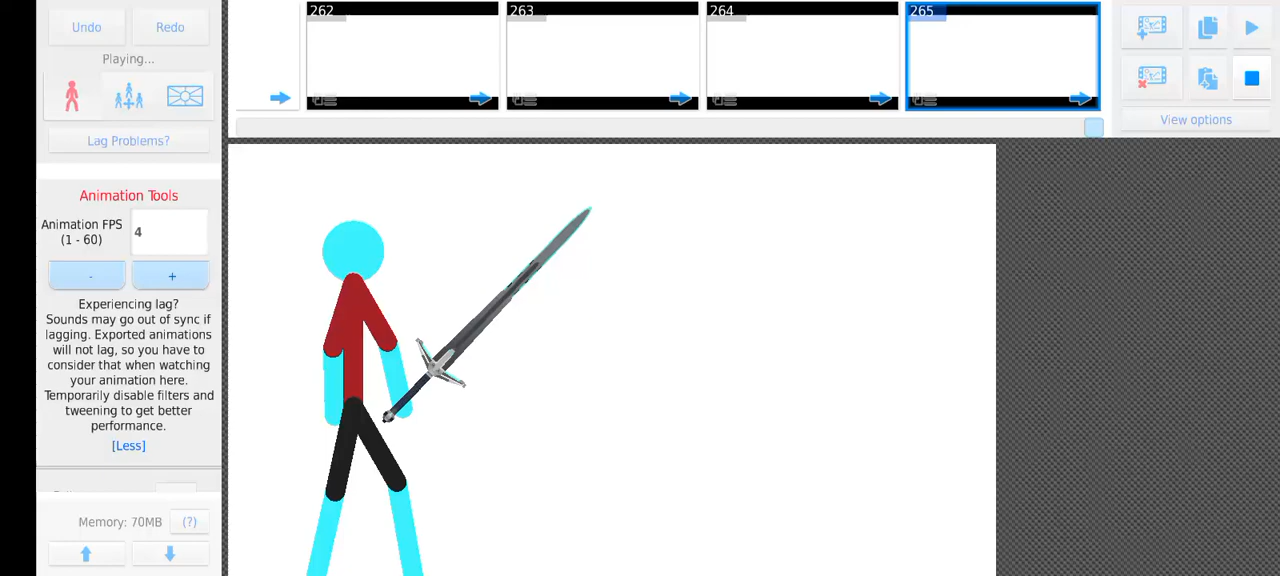 262
263
264
265
Undo
Redo
Playing...
Lag Problems?
View options
Animation Tools
Animation FPS
(1 - 60)
4
-
+
Experiencing lag?
Sounds may go out of sync if
lagging. Exported animations
will not lag, so you have to
consider that when watching
your animation here.
Temporarily disable filters and
tweening to get better
performance.
[Less]
Memory: 70MB
(?)